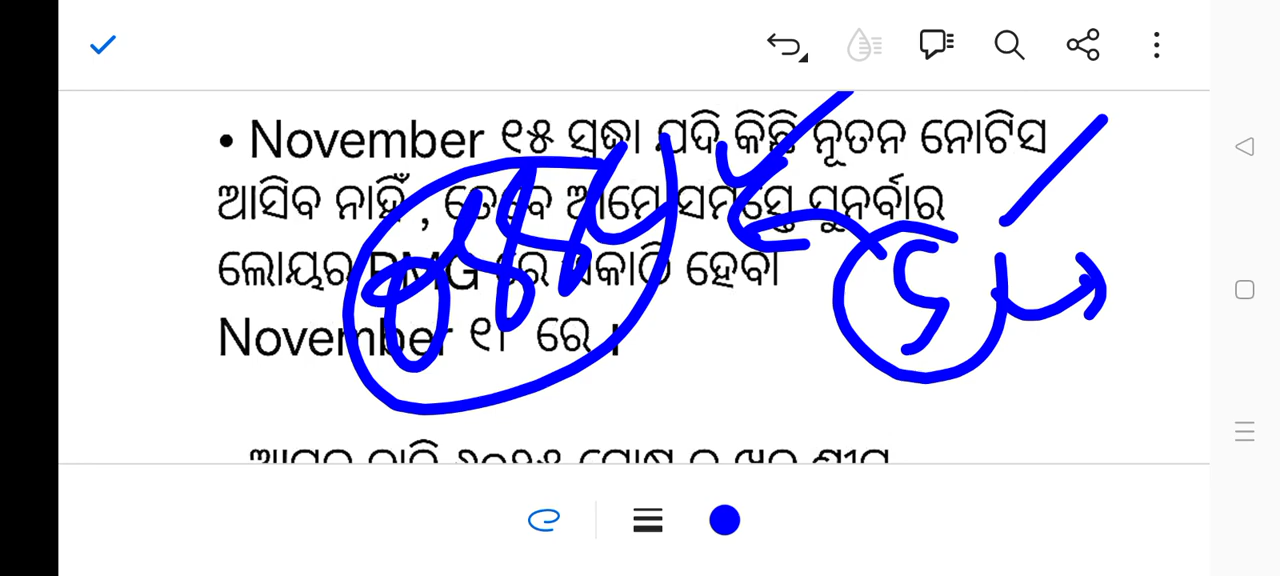 • November ୧୫ ସୁଦ୍ଧା ଯଦି କିଛି ନୂତନ ନୋଟିସ
ଆସିବ ନାହିଁ , ତେବେ ଆମେ ସମସ୍ତେ ପୁନର୍ବାର
ଲୋୟର PMG ରେ ଏକାଠି ହେବା
November ୧୮ ରେ ।